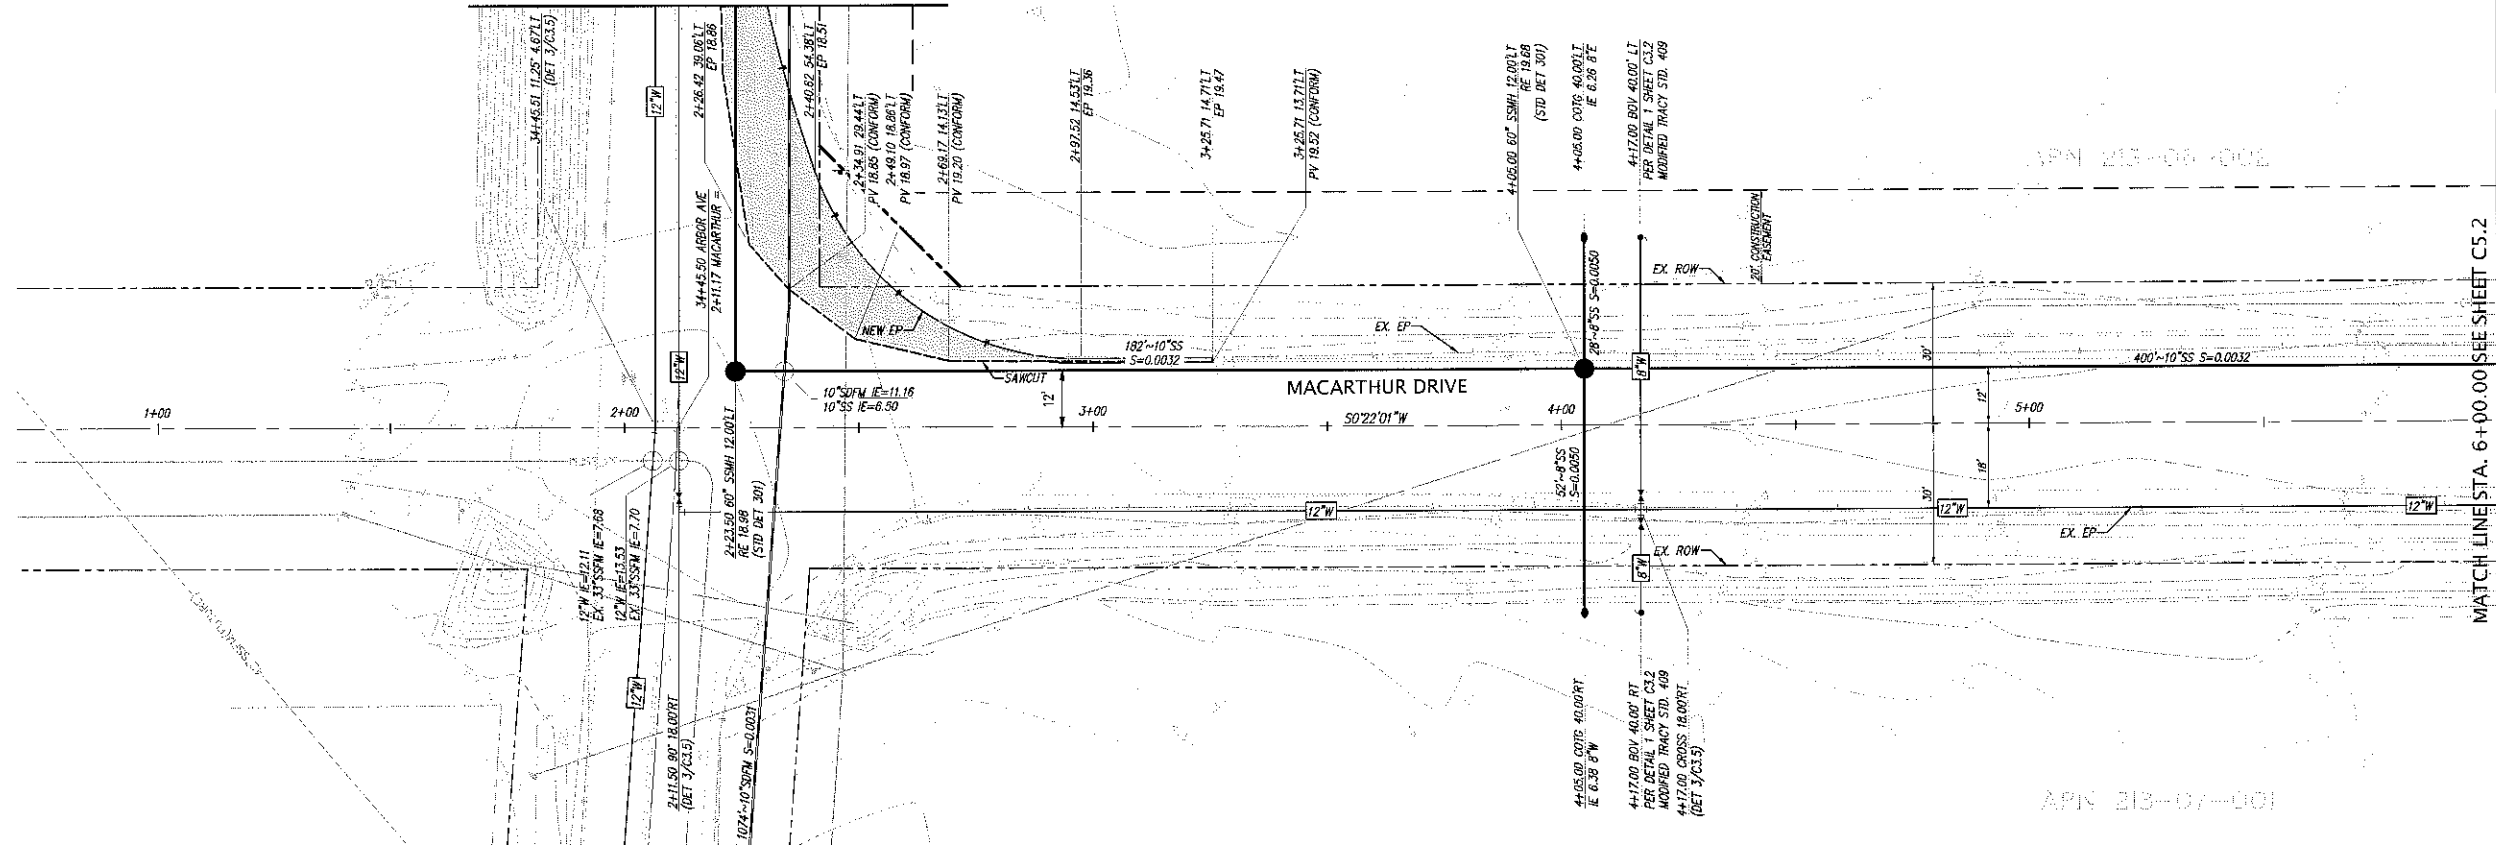 34+45.51 11.25° 4.67'LT
(DET 3/C3.5)
12"W
2+26.42 39.06'LT
EP 18.86
2+40.82 54.38'LT
EP 18.51
2+34.91 29.44'LT
PV 18.85 (CONFORM)
2+49.10 18.86'LT
PV 18.97 (CONFORM)
2+69.17 14.13'LT
PV 19.20 (CONFORM)
2+97.52 14.53'LT
EP 19.36
3+25.71 14.71'LT
EP 19.47
3+25.71 13.71'LT
PV 19.52 (CONFORM)
4+05.00 60" SSMH 12.00'LT
RE 19.68
(STD DET 301)
4+05.00 COTG 40.00'LT
IE 6.26 8"E
4+17.00 BOV 40.00' LT
PER DETAIL 1 SHEET C3.2
MODIFIED TRACY STD. 409
APN 213-06-002
34+45.50 ARBOR AVE
2+11.17 MACARTHUR =
20' CONSTRUCTION
EASEMENT
EX. ROW
NEW EP
EX. EP
28'~8"SS S=0.0050
182'~10"SS
S=0.0032
SAWCUT
12"W
8"W
30'
400'~10"SS S=0.0032
10"SDFM IE=11.16
10"SS IE=6.50
12'
MACARTHUR DRIVE
12'
1+00
2+00
3+00
S0°22'01"W
4+00
5+00
MATCH LINE STA. 6+00.00 SEE SHEET C5.2
2+23.50 60" SSMH 12.00'LT
RE 18.98
(STD DET 301)
52'~8"SS
S=0.0050
18'
30'
12"W
12"W
12"W
EX. EP
12"W IE=12.11
EX. 33"SSFM IE=7.68
12"W IE=13.53
EX. 33"SSFM IE=7.70
EX. ROW
8"W
12"W
2+11.50 90° 18.00'RT
(DET 3/C3.5)
1074'~10"SDFM S=0.0031
4+05.00 COTG 40.00'RT
IE 6.38 8"W
4+17.00 BOV 40.00' RT
PER DETAIL 1 SHEET C3.2
MODIFIED TRACY STD. 409
4+17.00 CROSS 18.00'RT
(DET 3/C3.5)
APN 213-07-001